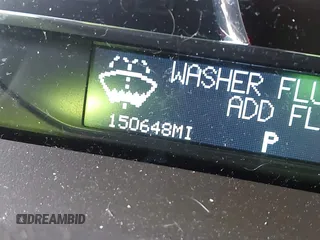 WASHER FLU
ADD FL
150648MI
P
DREAMBID